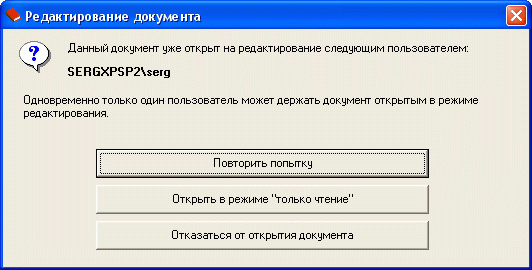 Редактирование документа
Данный документ уже открыт на редактирование следующим пользователем:
SERGXPSP2\serg
Одновременно только один пользователь может держать документ открытым в режиме
редактирования.
Повторить попытку
Открыть в режиме "только чтение"
Отказаться от открытия документа